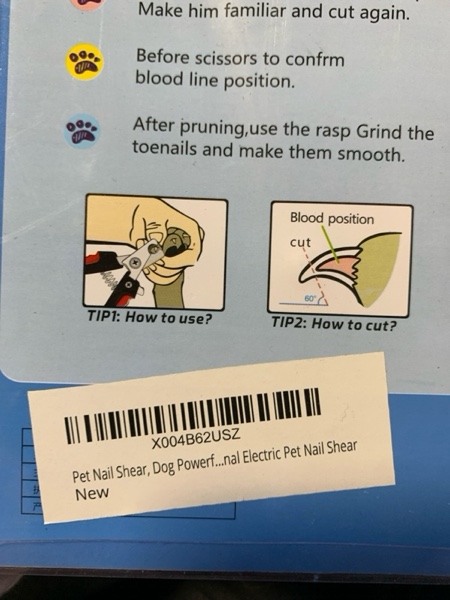 Make him familiar and cut again.
Before scissors to confrm
blood line position.
After pruning,use the rasp Grind the
toenails and make them smooth.
Blood position
cut
60°
TIP1: How to use?
TIP2: How to cut?
X004B62USZ
Pet Nail Shear, Dog Powerf...nal Electric Pet Nail Shear
New